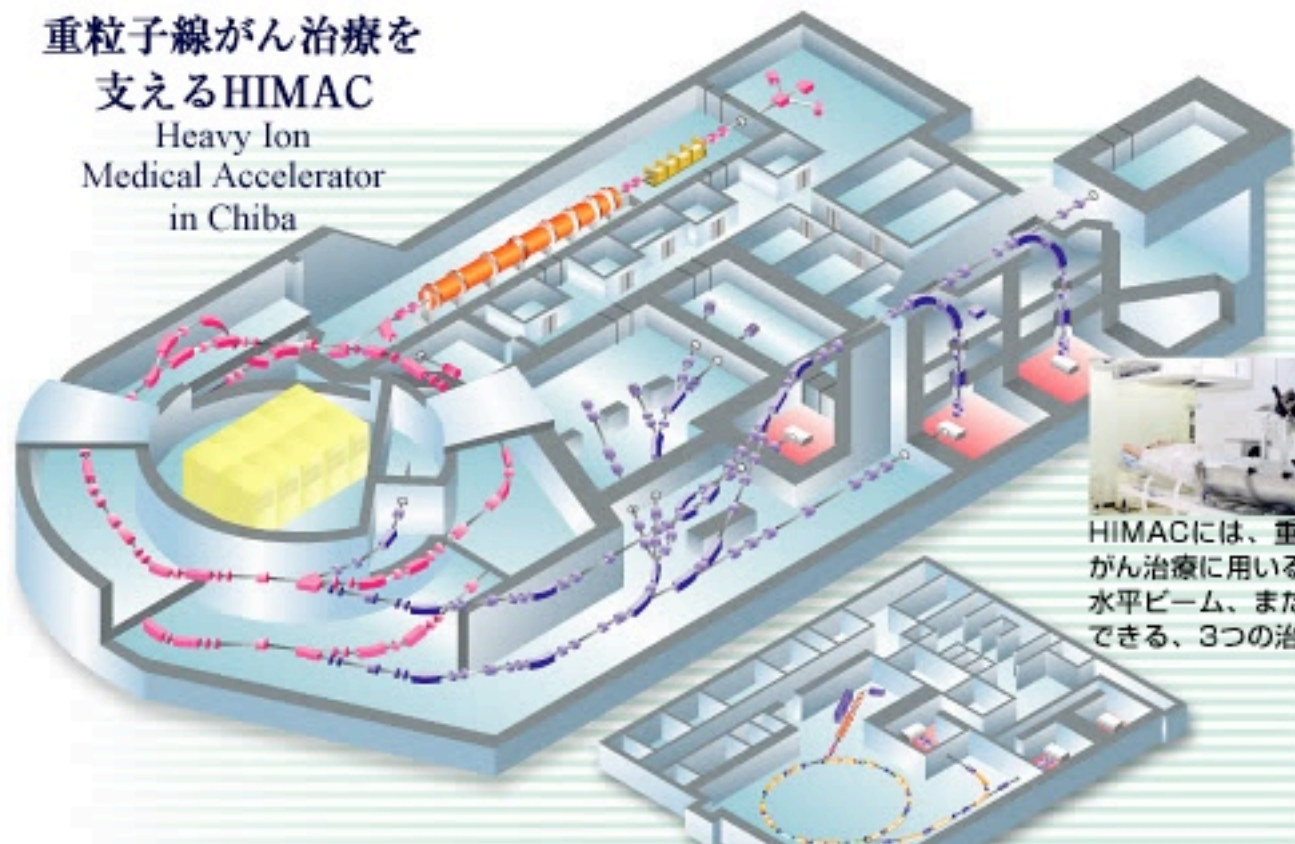 重粒子線がん治療を
支えるHIMAC
Heavy Ion
Medical Accelerator
in Chiba
HIMACには、重
がん治療に用いる
水平ビーム、また
できる、3つの治